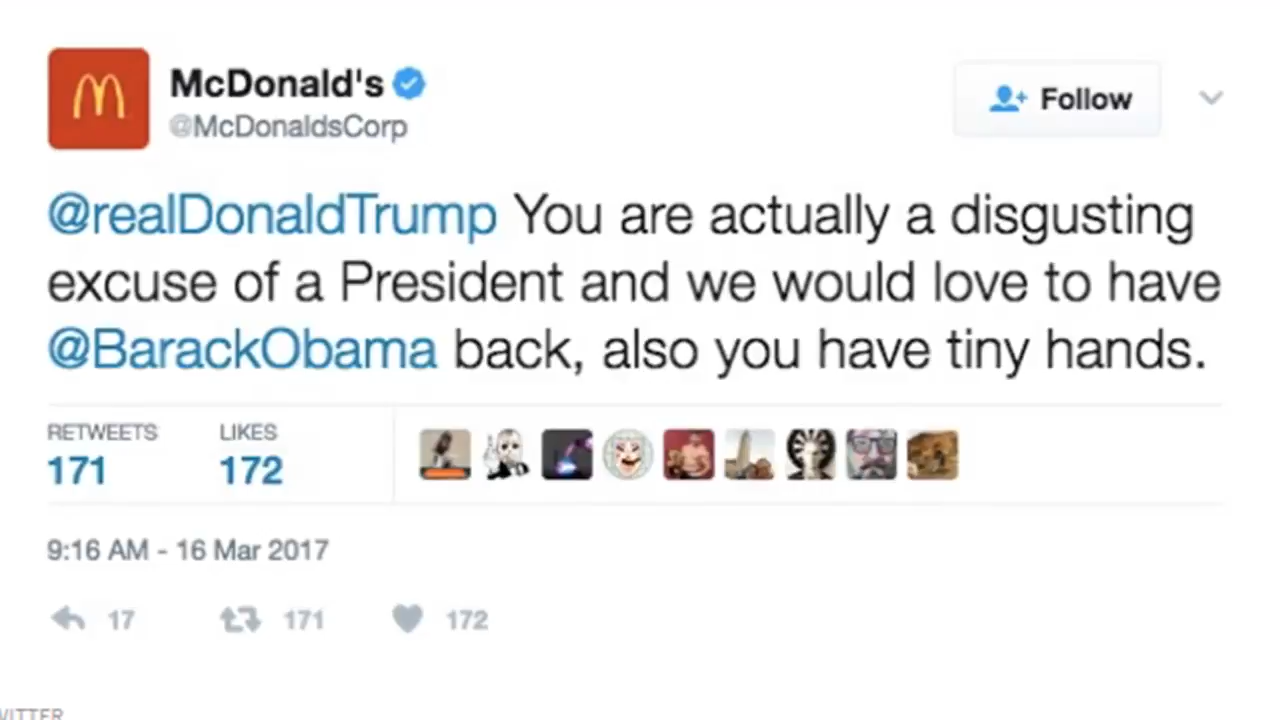 McDonald's
@McDonaldsCorp
Follow
@realDonaldTrump You are actually a disgusting
excuse of a President and we would love to have
@BarackObama back, also you have tiny hands.
RETWEETS LIKES
171 172
9:16 AM - 16 Mar 2017
17 171 172
WITTER